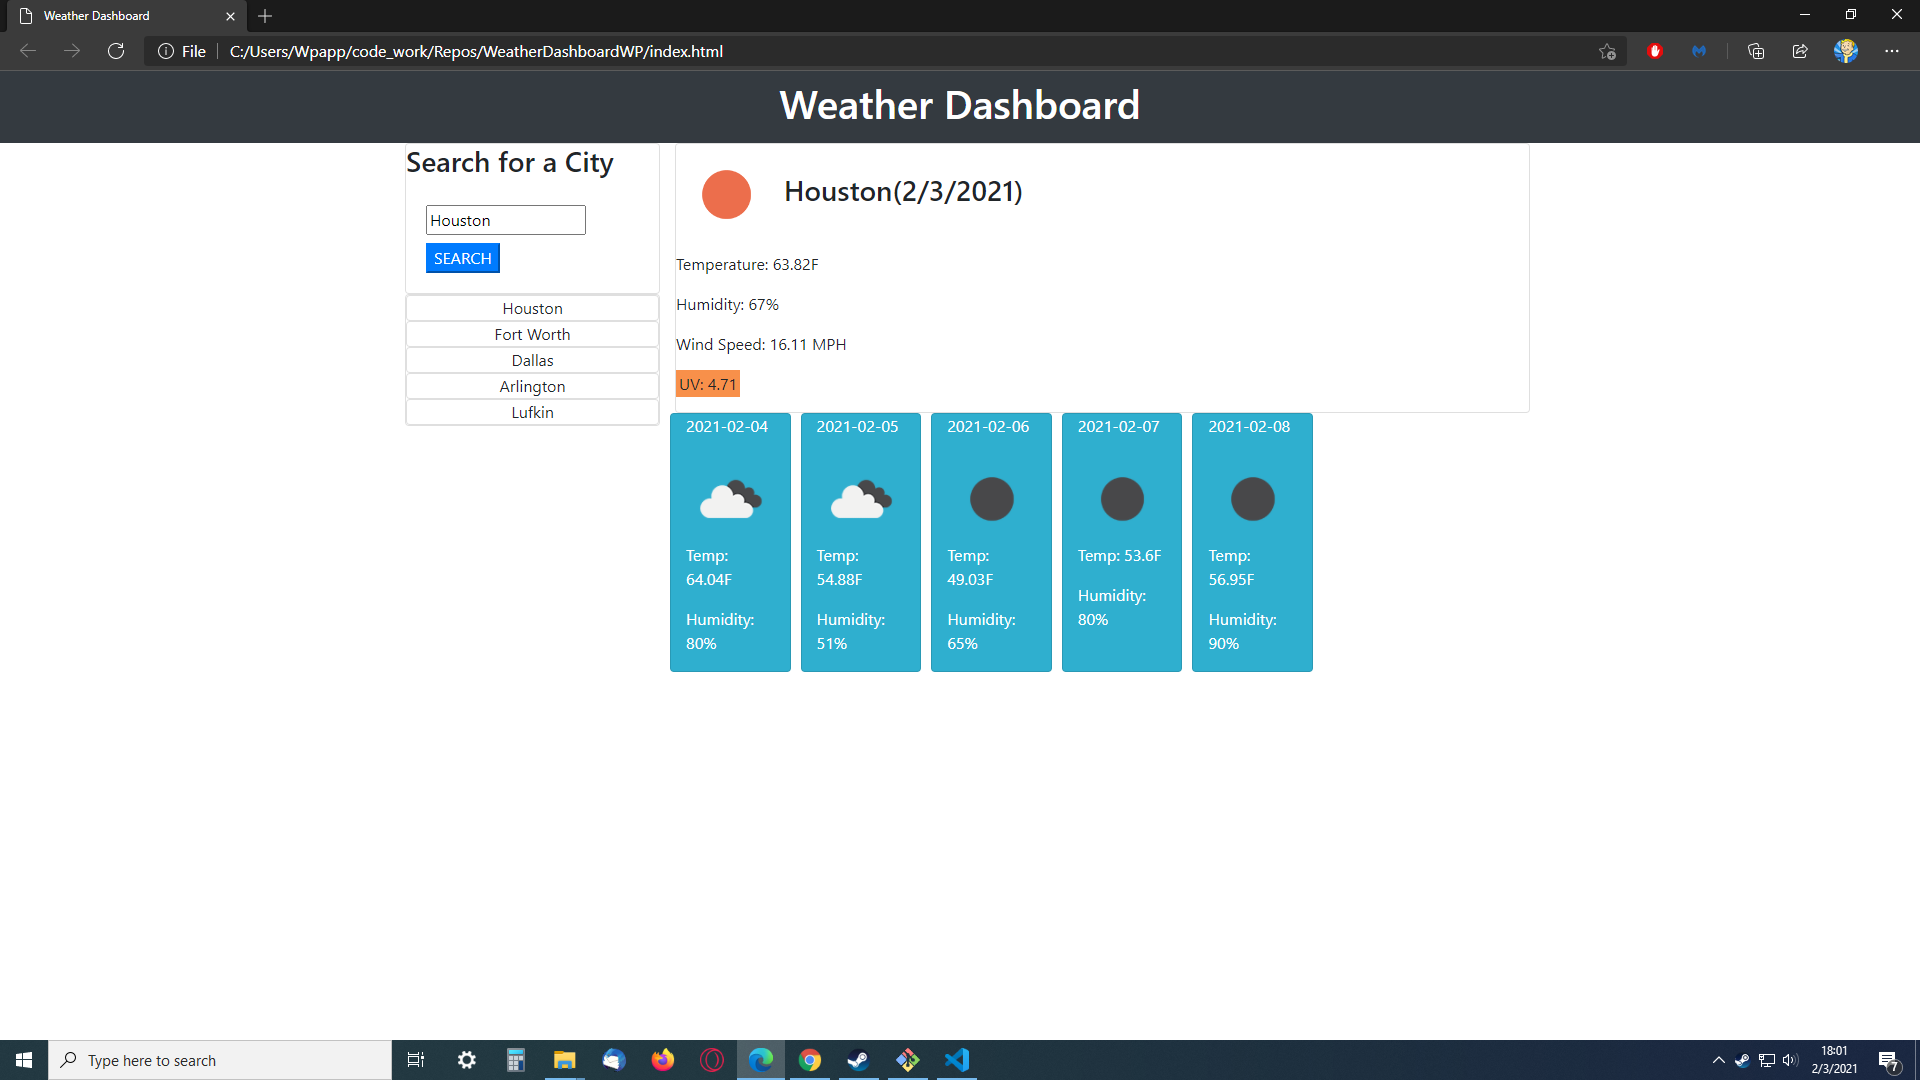 Weather Dashboard
File
C:/Users/Wpapp/code_work/Repos/WeatherDashboardWP/index.html
Weather Dashboard
Search for a City
Houston
SEARCH
Houston
Fort Worth
Dallas
Arlington
Lufkin
Houston(2/3/2021)
Temperature: 63.82F
Humidity: 67%
Wind Speed: 16.11 MPH
UV: 4.71
2021-02-04
Temp:
64.04F
Humidity:
80%
2021-02-05
Temp:
54.88F
Humidity:
51%
2021-02-06
Temp:
49.03F
Humidity:
65%
2021-02-07
Temp: 53.6F
Humidity:
80%
2021-02-08
Temp:
56.95F
Humidity:
90%
Type here to search
18:01
2/3/2021
7